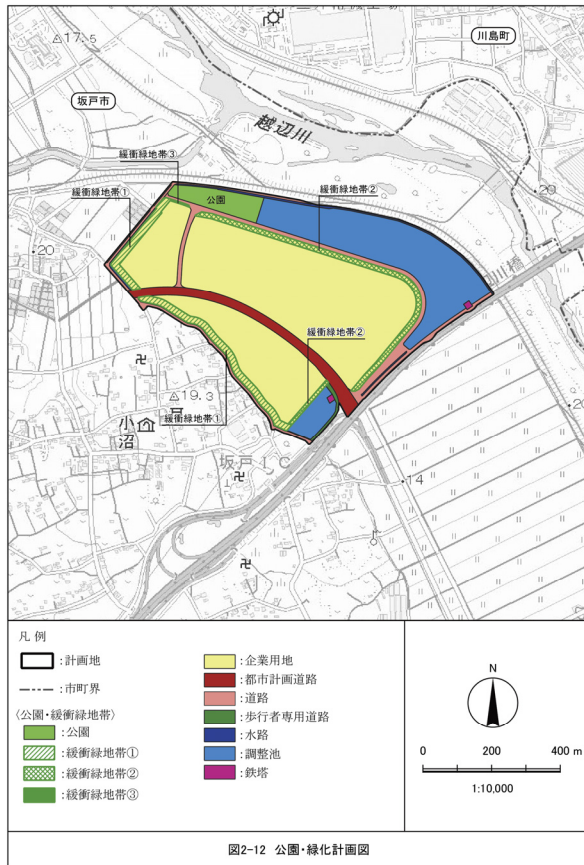 △17.5
川島町
坂戸市
越辺川
緩衝緑地帯③
緩衝緑地帯①
緩衝緑地帯②
公園
20
20
緩衝緑地帯②
△19.3
小沼
緩衝緑地帯①
坂戸IC
14
凡 例
:計画地
:市町界
〈公園・緩衝緑地帯〉
:公園
:緩衝緑地帯①
:緩衝緑地帯②
:緩衝緑地帯③
:企業用地
:都市計画道路
:道路
:歩行者専用道路
:水路
:調整池
:鉄塔
N
0 200 400 m
1:10,000
図2-12 公園・緑化計画図